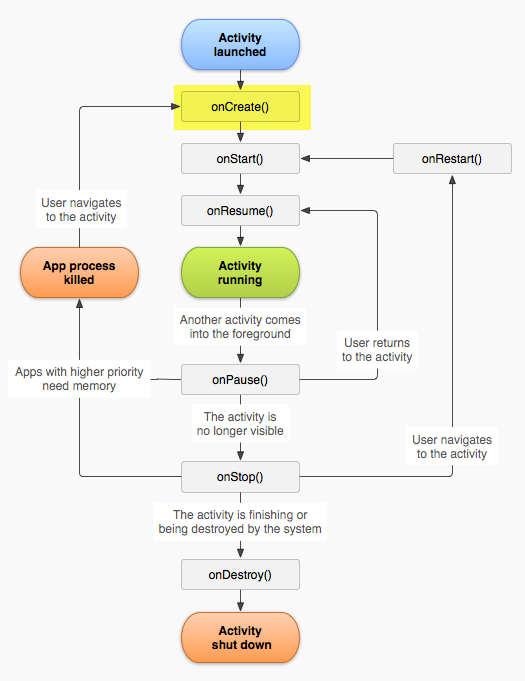 Activity
launched
onCreate()
onStart()
onRestart()
onResume()
User navigates
to the activity
App process
killed
Activity
running
Another activity comes
into the foreground
User returns
to the activity
Apps with higher priority
need memory
onPause()
The activity is
no longer visible
User navigates
to the activity
onStop()
The activity is finishing or
being destroyed by the system
onDestroy()
Activity
shut down